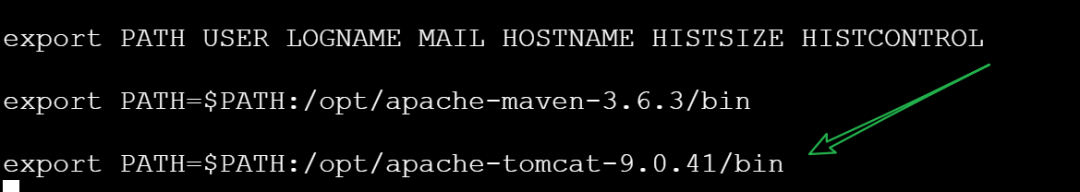 export PATH USER LOGNAME MAIL HOSTNAME HISTSIZE HISTCONTROL
export PATH=$PATH:/opt/apache-maven-3.6.3/bin
export PATH=$PATH:/opt/apache-tomcat-9.0.41/bin